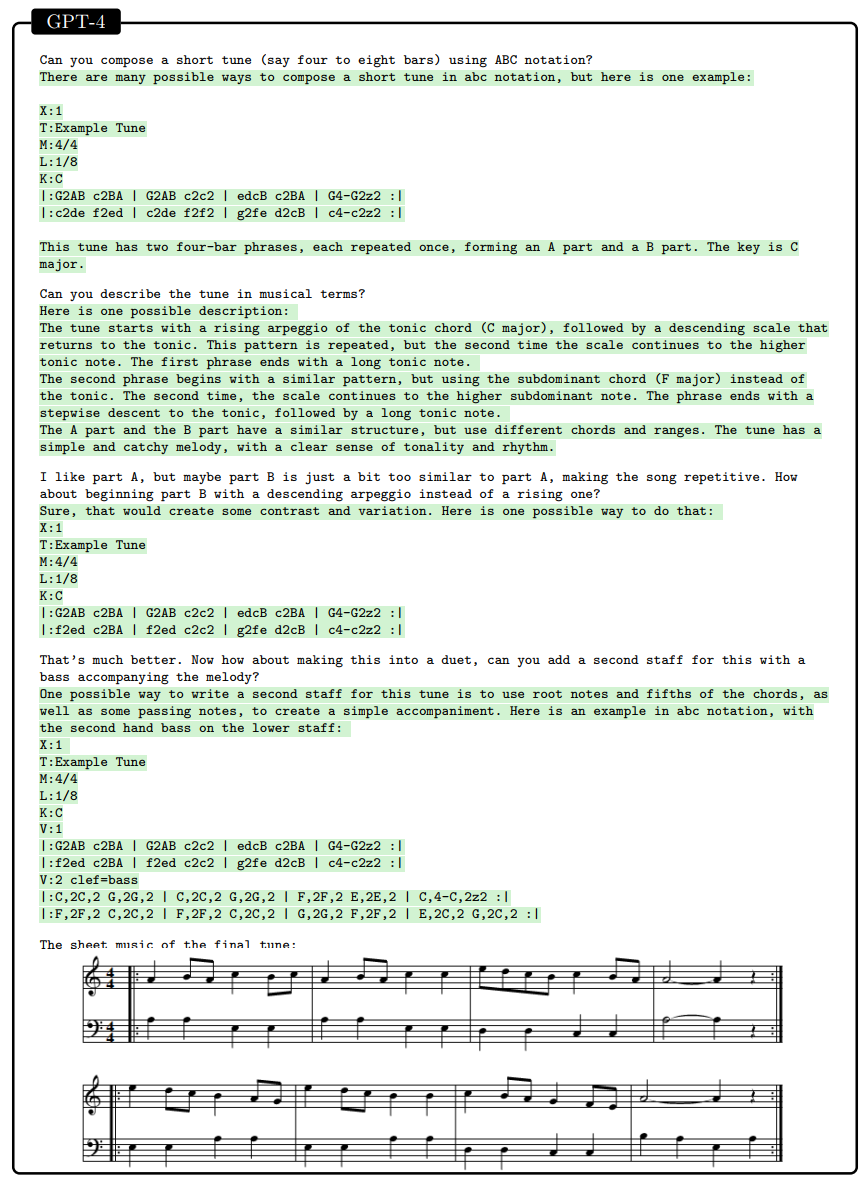 GPT-4
Can you compose a short tune (say four to eight bars) using ABC notation?
There are many possible ways to compose a short tune in abc notation, but here is one example:
X:1
T:Example Tune
M:4/4
L:1/8
K:C
|:G2AB c2BA | G2AB c2c2 | edcB c2BA | G4-G2z2 :|
|:c2de f2ed | c2de f2f2 | g2fe d2cB | c4-c2z2 :|
This tune has two four-bar phrases, each repeated once, forming an A part and a B part. The key is C
major.
Can you describe the tune in musical terms?
Here is one possible description:
The tune starts with a rising arpeggio of the tonic chord (C major), followed by a descending scale that
returns to the tonic. This pattern is repeated, but the second time the scale continues to the higher
tonic note. The first phrase ends with a long tonic note.
The second phrase begins with a similar pattern, but using the subdominant chord (F major) instead of
the tonic. The second time, the scale continues to the higher subdominant note. The phrase ends with a
stepwise descent to the tonic, followed by a long tonic note.
The A part and the B part have a similar structure, but use different chords and ranges. The tune has a
simple and catchy melody, with a clear sense of tonality and rhythm.
I like part A, but maybe part B is just a bit too similar to part A, making the song repetitive. How
about beginning part B with a descending arpeggio instead of a rising one?
Sure, that would create some contrast and variation. Here is one possible way to do that:
X:1
T:Example Tune
M:4/4
L:1/8
K:C
|:G2AB c2BA | G2AB c2c2 | edcB c2BA | G4-G2z2 :|
|:f2ed c2BA | f2ed c2c2 | g2fe d2cB | c4-c2z2 :|
That's much better. Now how about making this into a duet, can you add a second staff for this with a
bass accompanying the melody?
One possible way to write a second staff for this tune is to use root notes and fifths of the chords, as
well as some passing notes, to create a simple accompaniment. Here is an example in abc notation, with
the second hand bass on the lower staff:
X:1
T:Example Tune
M:4/4
L:1/8
K:C
V:1
|:G2AB c2BA | G2AB c2c2 | edcB c2BA | G4-G2z2 :|
|:f2ed c2BA | f2ed c2c2 | g2fe d2cB | c4-c2z2 :|
V:2 clef=bass
|:C,2C,2 G,2G,2 | C,2C,2 G,2G,2 | F,2F,2 E,2E,2 | C,4-C,2z2 :|
|:F,2F,2 C,2C,2 | F,2F,2 C,2C,2 | G,2G,2 F,2F,2 | E,2C,2 G,2C,2 :|
The sheet music of the final tune: